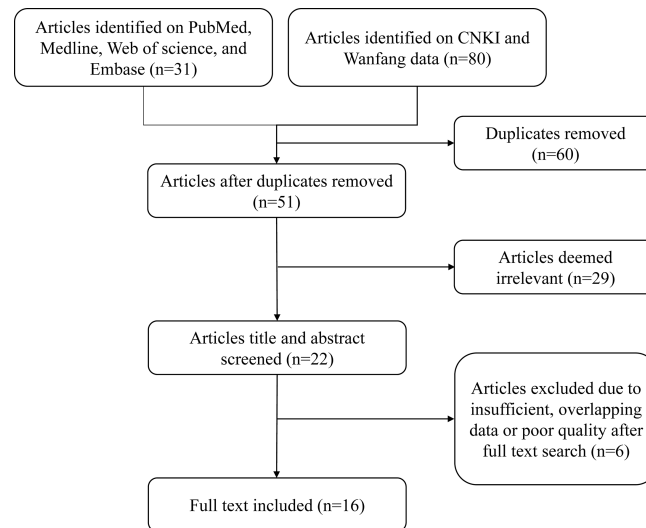 Articles identified on PubMed,
Medline, Web of science, and
Embase (n=31)
Articles identified on CNKI and
Wanfang data (n=80)
Duplicates removed
(n=60)
Articles after duplicates removed
(n=51)
Articles deemed
irrelevant (n=29)
Articles title and abstract
screened (n=22)
Articles excluded due to
insufficient, overlapping
data or poor quality after
full text search (n=6)
Full text included (n=16)